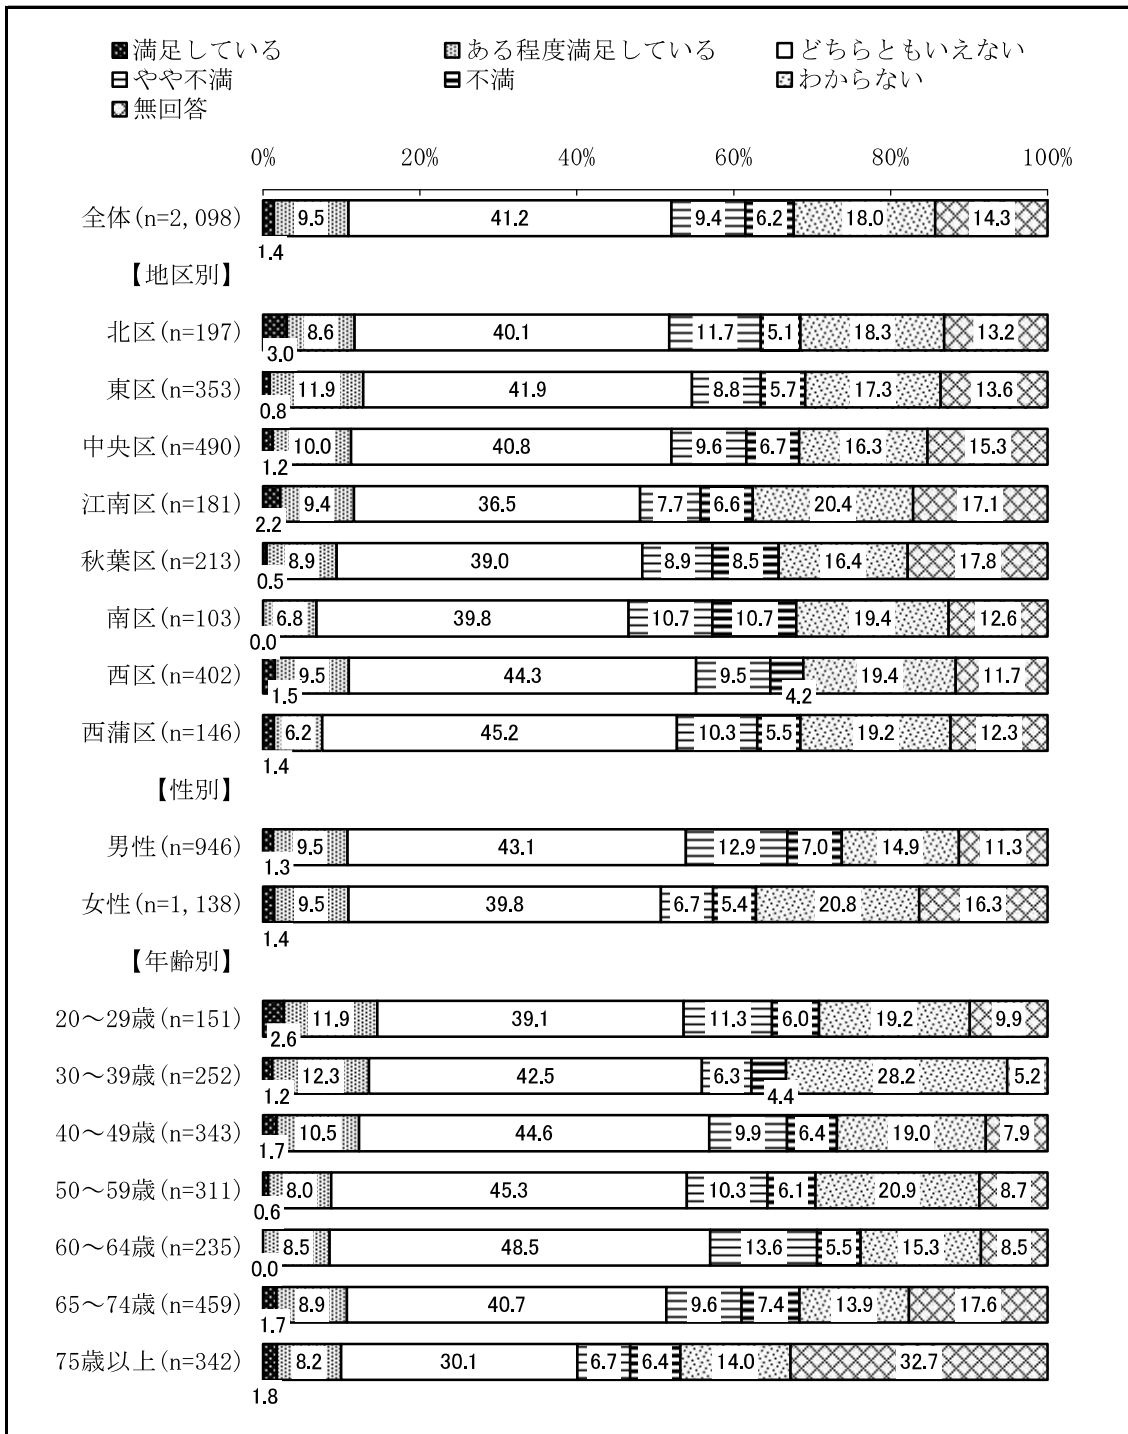 満足している ある程度満足している どちらともいえない
やや不満 不満 わからない
無回答
0% 20% 40% 60% 80% 100%
全体(n=2,098) 9.5 41.2 9.4 6.2 18.0 14.3
1.4
【地区別】
北区(n=197) 8.6 40.1 11.7 5.1 18.3 13.2
3.0
東区(n=353) 11.9 41.9 8.8 5.7 17.3 13.6
0.8
中央区(n=490) 10.0 40.8 9.6 6.7 16.3 15.3
1.2
江南区(n=181) 9.4 36.5 7.7 6.6 20.4 17.1
2.2
秋葉区(n=213) 8.9 39.0 8.9 8.5 16.4 17.8
0.5
南区(n=103) 6.8 39.8 10.7 10.7 19.4 12.6
0.0
西区(n=402) 9.5 44.3 9.5 19.4 11.7
1.5 4.2
西蒲区(n=146) 6.2 45.2 10.3 5.5 19.2 12.3
1.4
【性別】
男性(n=946) 9.5 43.1 12.9 7.0 14.9 11.3
1.3
女性(n=1,138) 9.5 39.8 6.7 5.4 20.8 16.3
1.4
【年齢別】
20～29歳(n=151) 11.9 39.1 11.3 6.0 19.2 9.9
2.6
30～39歳(n=252) 12.3 42.5 6.3 28.2 5.2
1.2 4.4
40～49歳(n=343) 10.5 44.6 9.9 6.4 19.0 7.9
1.7
50～59歳(n=311) 8.0 45.3 10.3 6.1 20.9 8.7
0.6
60～64歳(n=235) 8.5 48.5 13.6 5.5 15.3 8.5
0.0
65～74歳(n=459) 8.9 40.7 9.6 7.4 13.9 17.6
1.7
75歳以上(n=342) 8.2 30.1 6.7 6.4 14.0 32.7
1.8